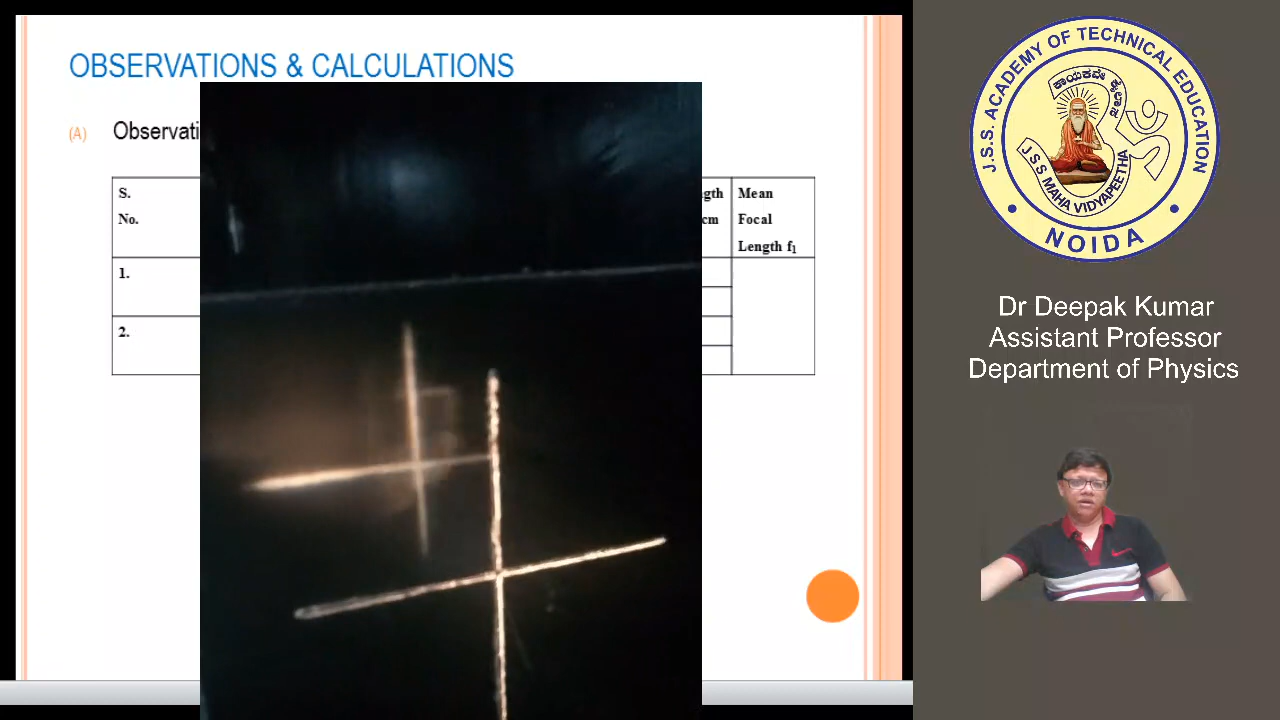 OBSERVATIONS & CALCULATIONS
(A) Observati
S. No.
gth
cm
Mean Focal Length f₁
1.
2.
J.S.S. ACADEMY OF TECHNICAL EDUCATION
NOIDA
ಕಾಯಕವೇ ಕೈಲಾಸ
JSS MAHA VIDYAPEETHA
Dr Deepak Kumar
Assistant Professor
Department of Physics